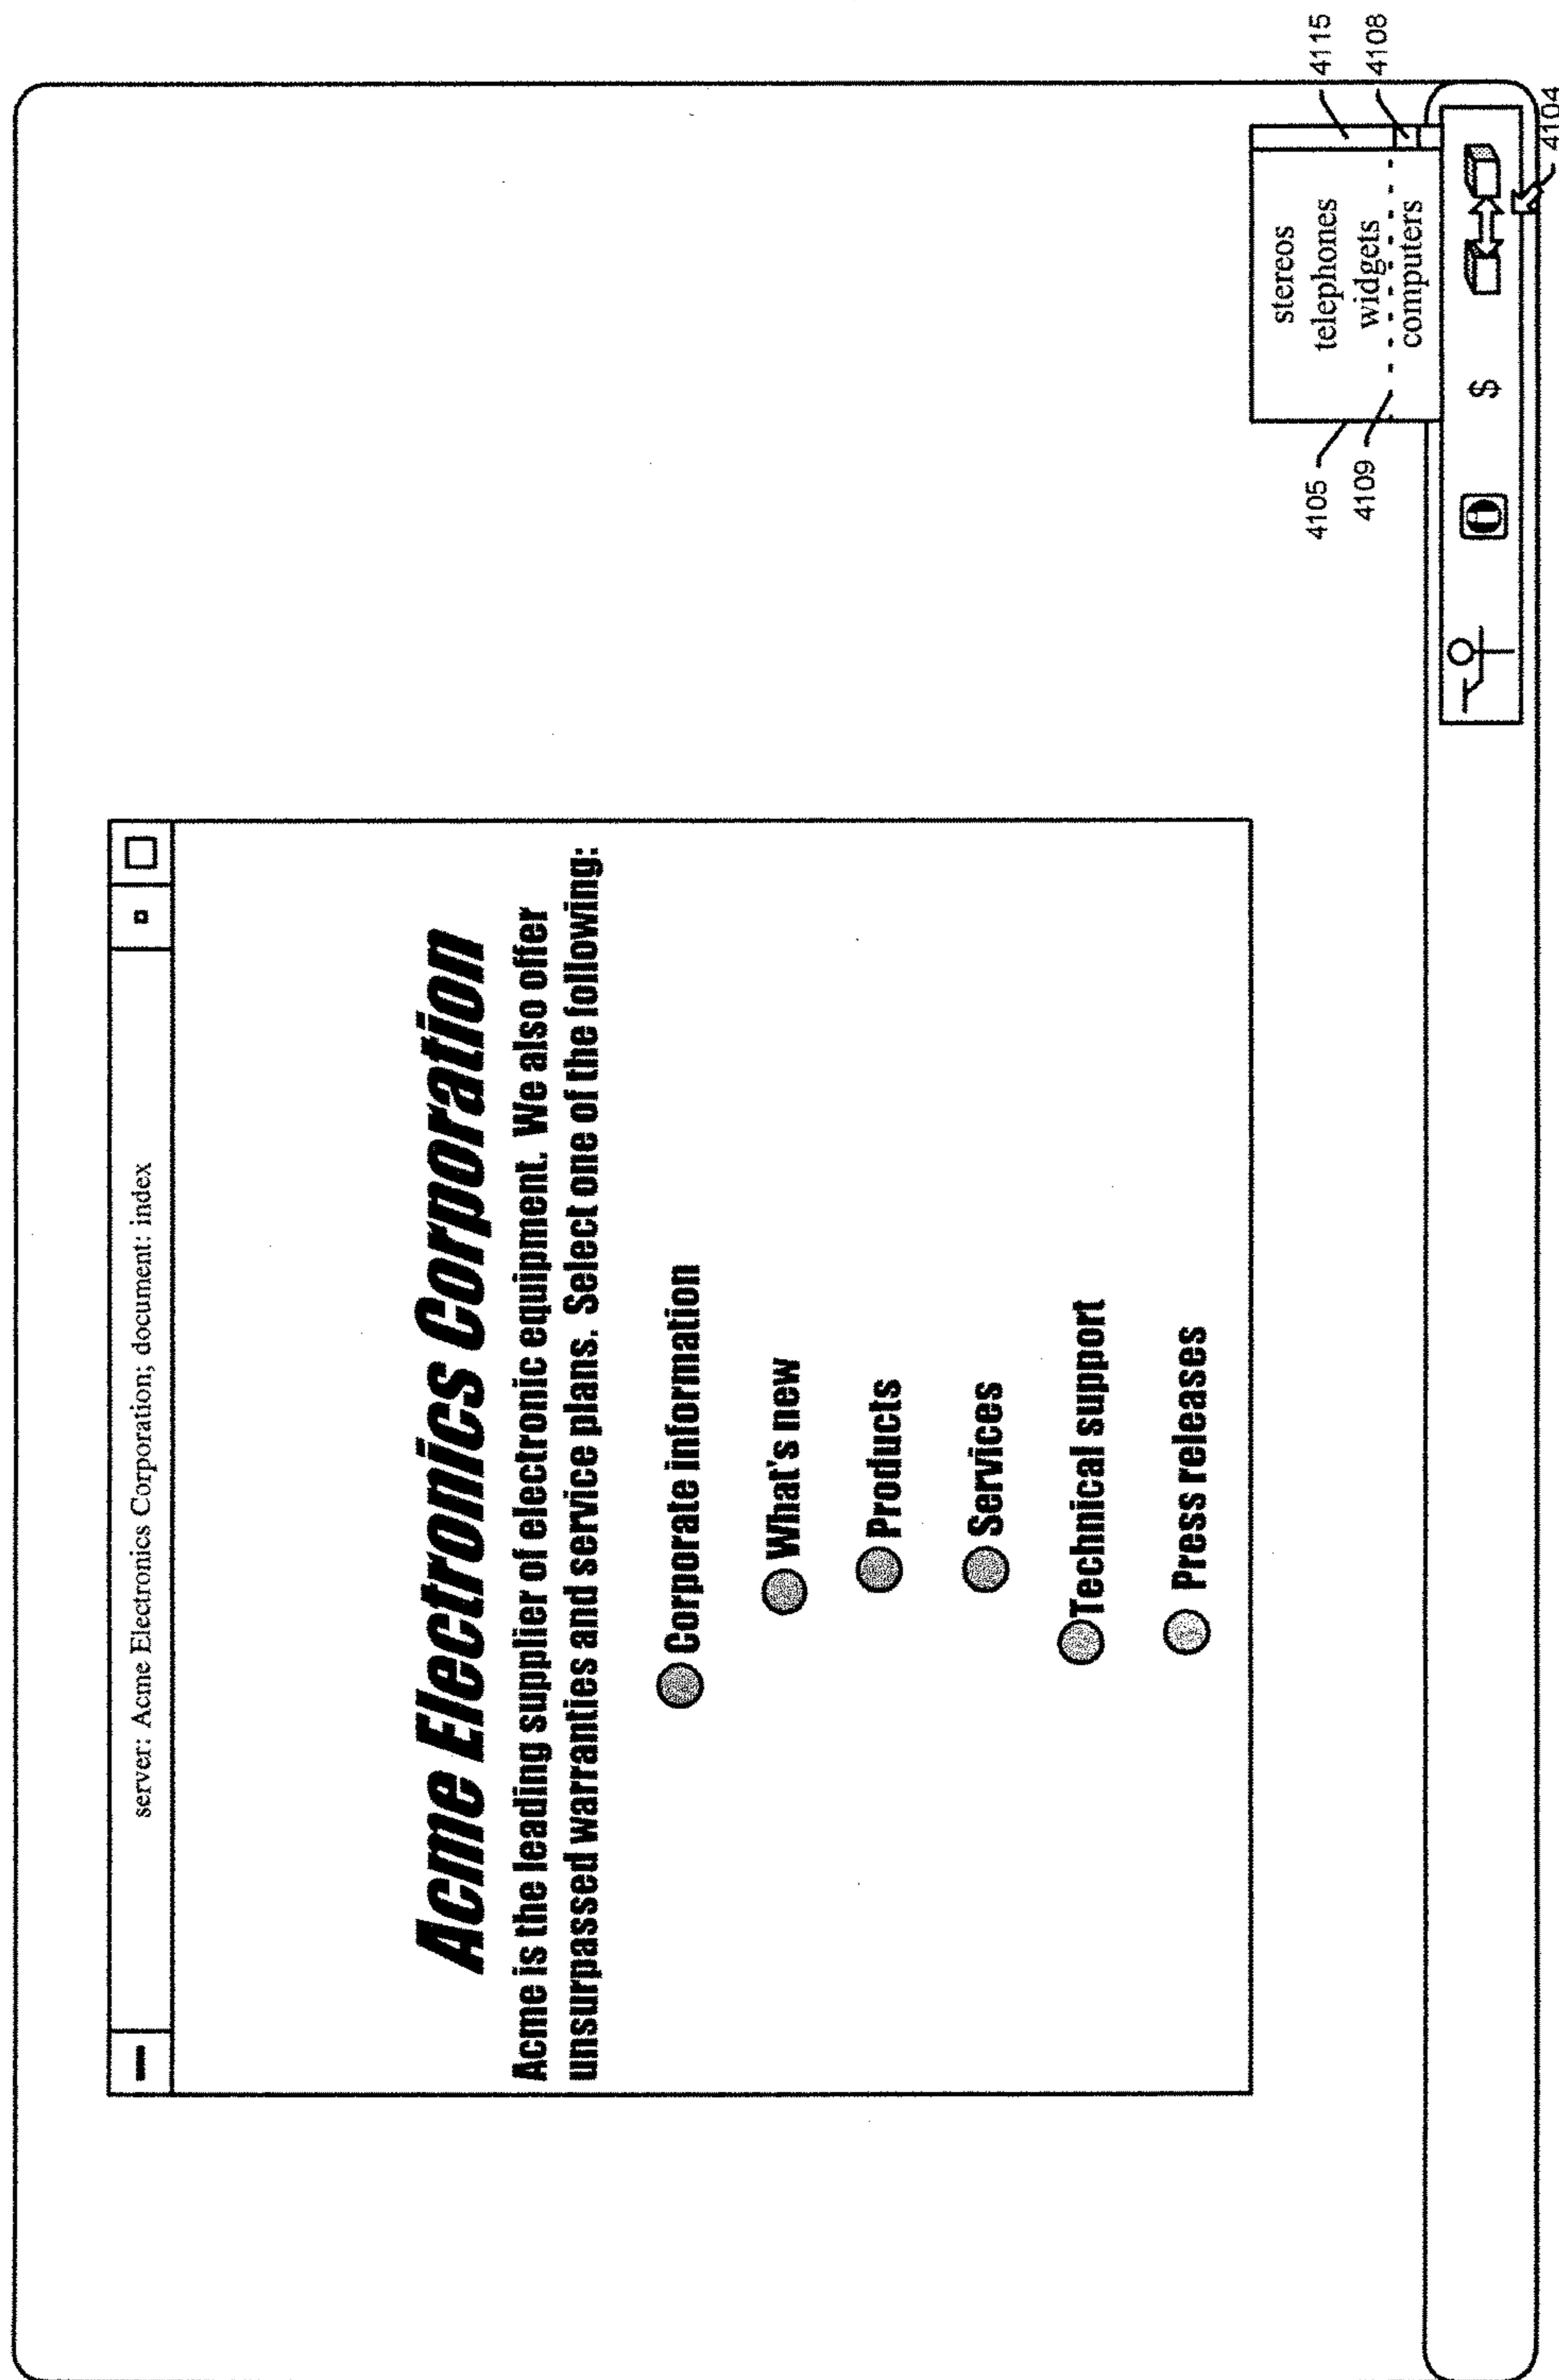 server: Acme Electronics Corporation; document: index
Acme Electronics Corporation
Acme is the leading supplier of electronic equipment. We also offer
unsurpassed warranties and service plans. Select one of the following:
Corporate information
What's new
Products
Services
Technical support
Press releases
stereos
telephones
widgets
computers
4105
4109
4115
4108
4104
$
i